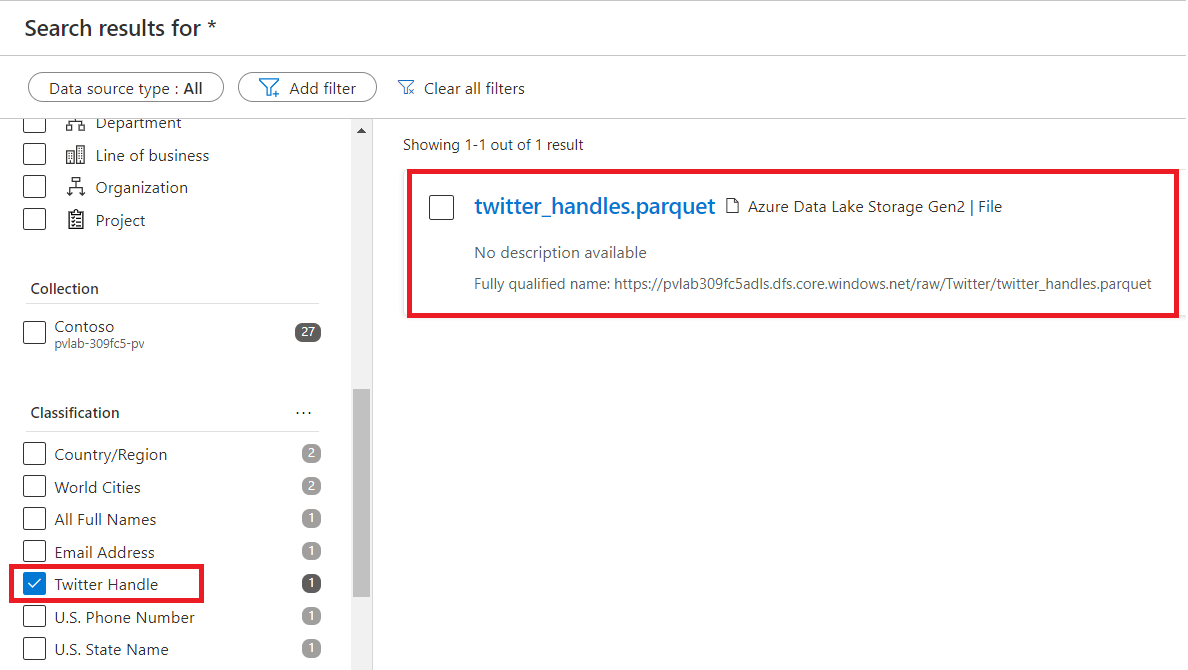 Search results for *
Data source type : All
Add filter
Clear all filters
Department
Line of business
Organization
Project
Collection
Contoso 27
pvlab-309fc5-pv
Classification ...
Country/Region 2
World Cities 2
All Full Names 1
Email Address 1
Twitter Handle 1
U.S. Phone Number 1
U.S. State Name 1
Showing 1-1 out of 1 result
twitter_handles.parquet Azure Data Lake Storage Gen2 | File
No description available
Fully qualified name: https://pvlab309fc5adls.dfs.core.windows.net/raw/Twitter/twitter_handles.parquet